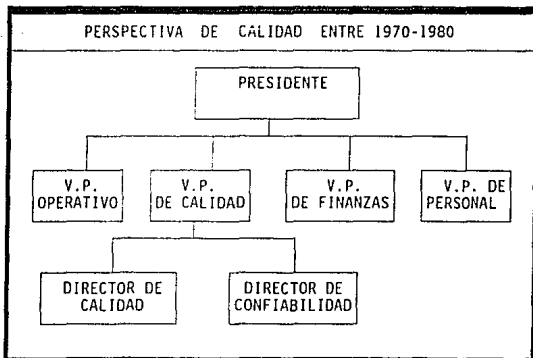 PERSPECTIVA DE CALIDAD ENTRE 1970-1980
PRESIDENTE
V.P.
OPERATIVO
V.P.
DE CALIDAD
V.P.
DE FINANZAS
V.P. DE
PERSONAL
DIRECTOR DE
CALIDAD
DIRECTOR DE
CONFIABILIDAD